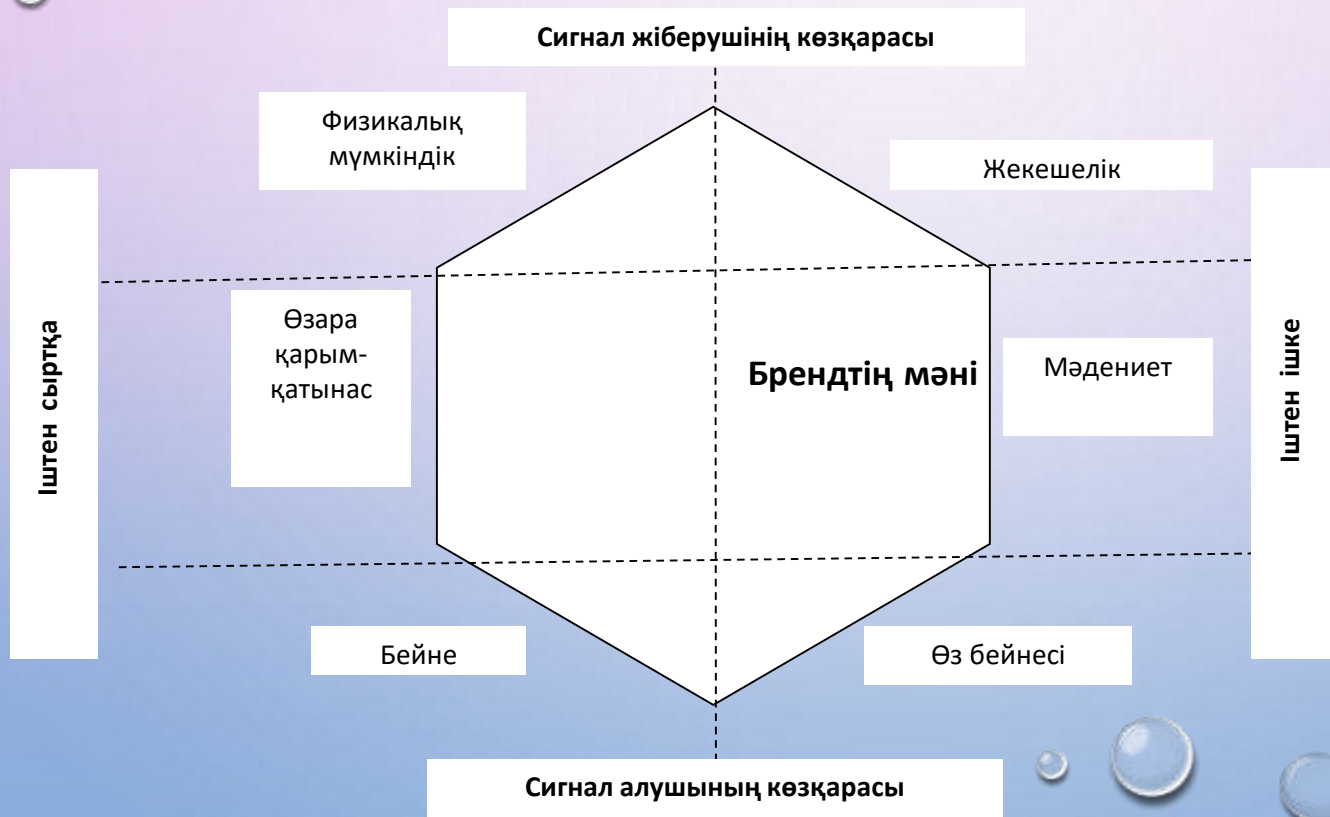 Сигнал жіберушінің көзқарасы
Физикалық
мүмкіндік
Жекешелік
Іштен сыртқа
Өзара
қарым-
қатынас
Брендтің мәні
Мәдениет
Іштен ішке
Бейне
Өз бейнесі
Сигнал алушының көзқарасы